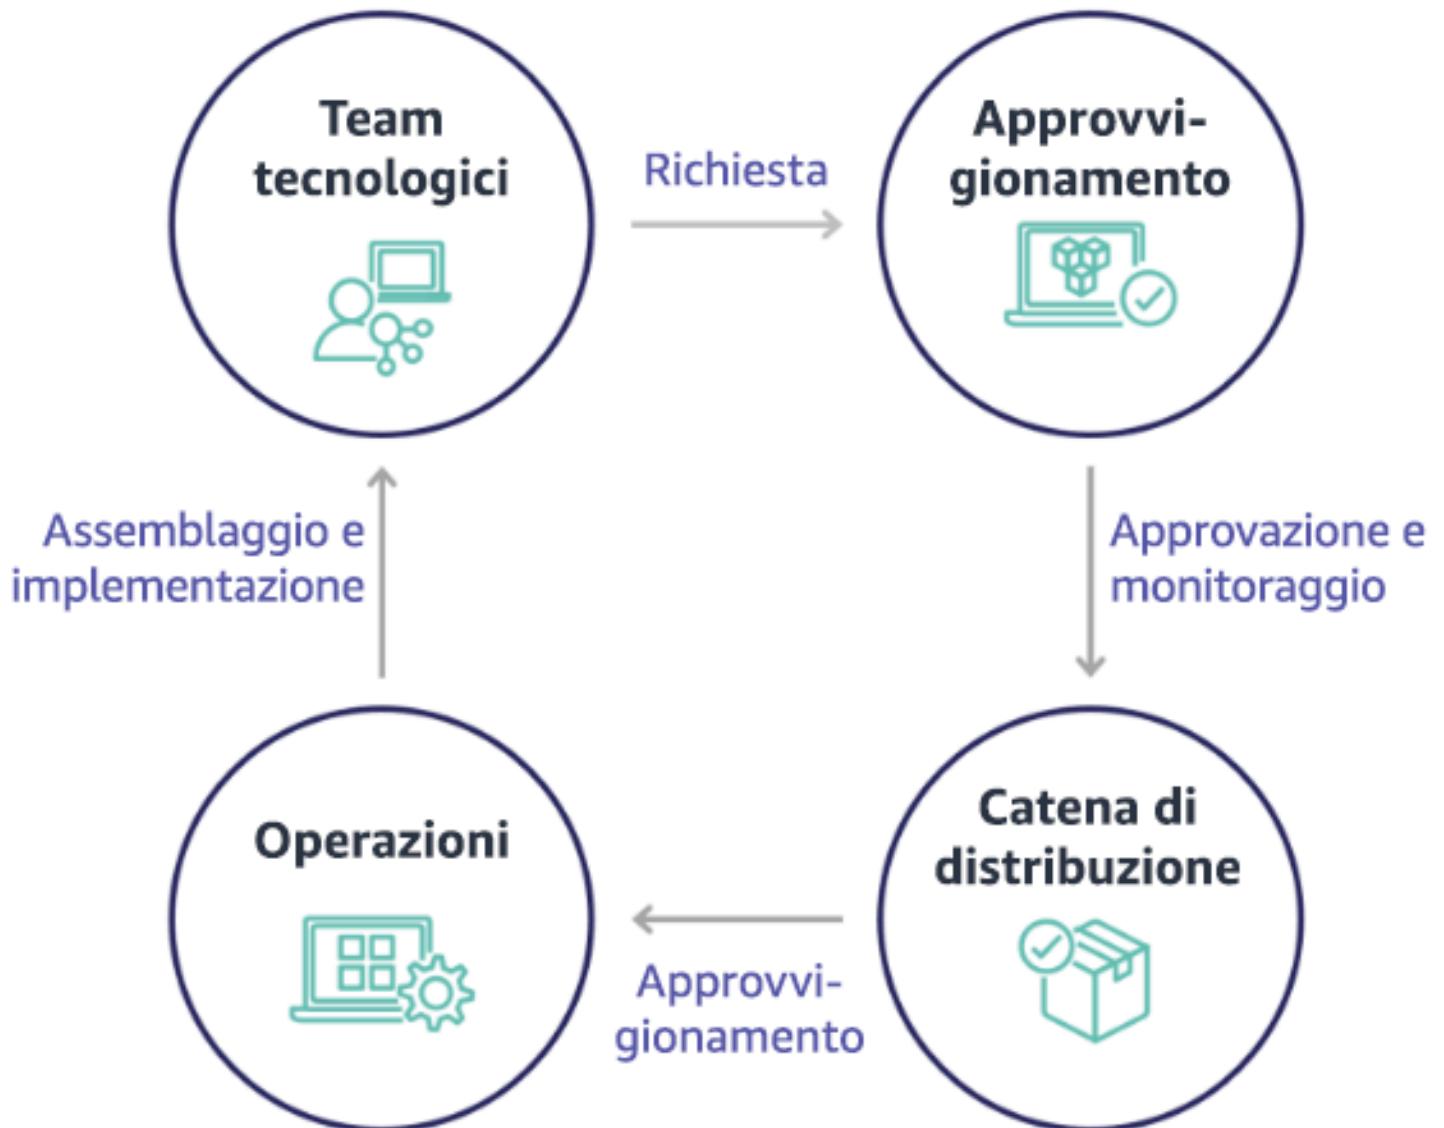 Team
tecnologici
Richiesta
Approvvi-
gionamento
Assemblaggio e
implementazione
Approvazione e
monitoraggio
Operazioni
Catena di
distribuzione
Approvvi-
gionamento